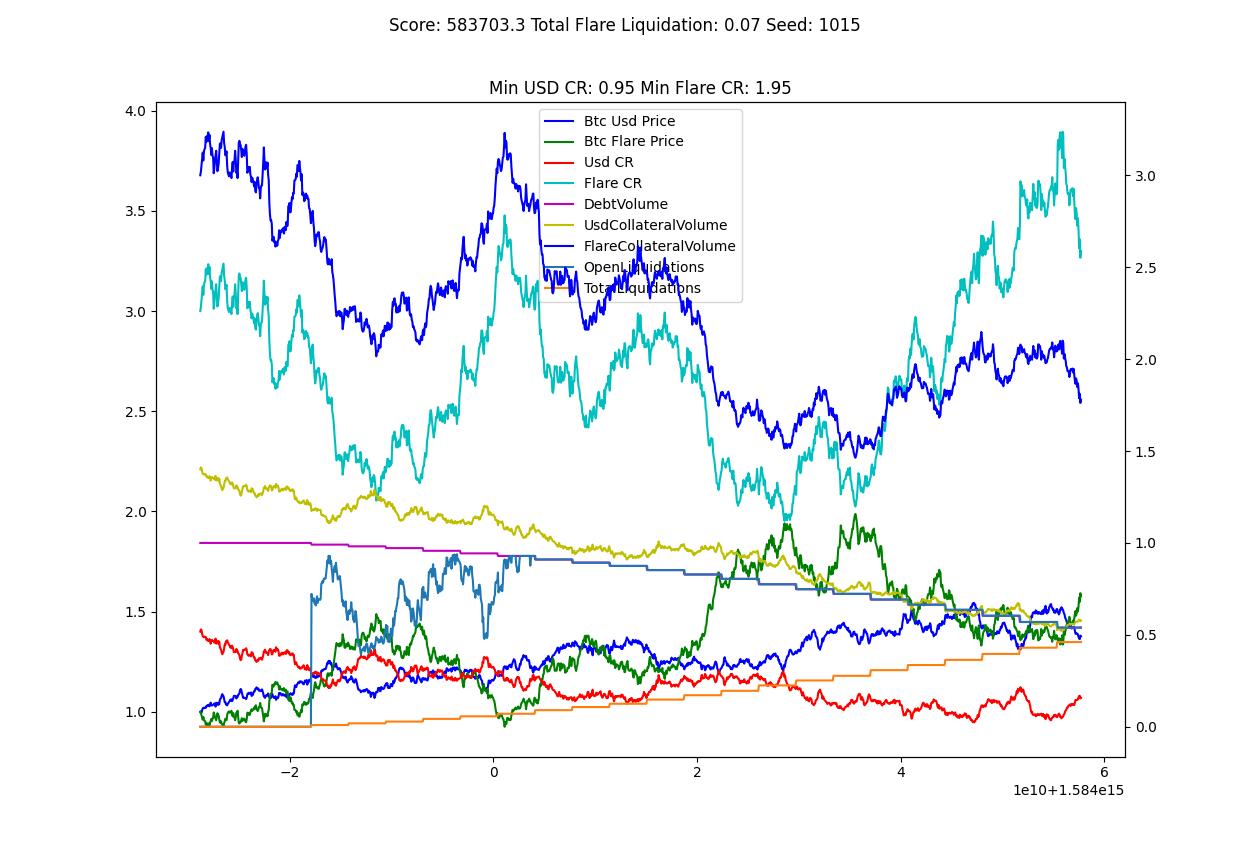 Score: 583703.3 Total Flare Liquidation: 0.07 Seed: 1015
Min USD CR: 0.95 Min Flare CR: 1.95
4.0
3.5
3.0
2.5
2.0
1.5
1.0
Btc Usd Price
Btc Flare Price
Usd CR
Flare CR
DebtVolume
UsdCollateralVolume
FlareCollateralVolume
OpenLiquidations
TotalLiquidations
3.0
2.5
2.0
1.5
1.0
0.5
0.0
−2
0
2
4
6
1e10+1.584e15